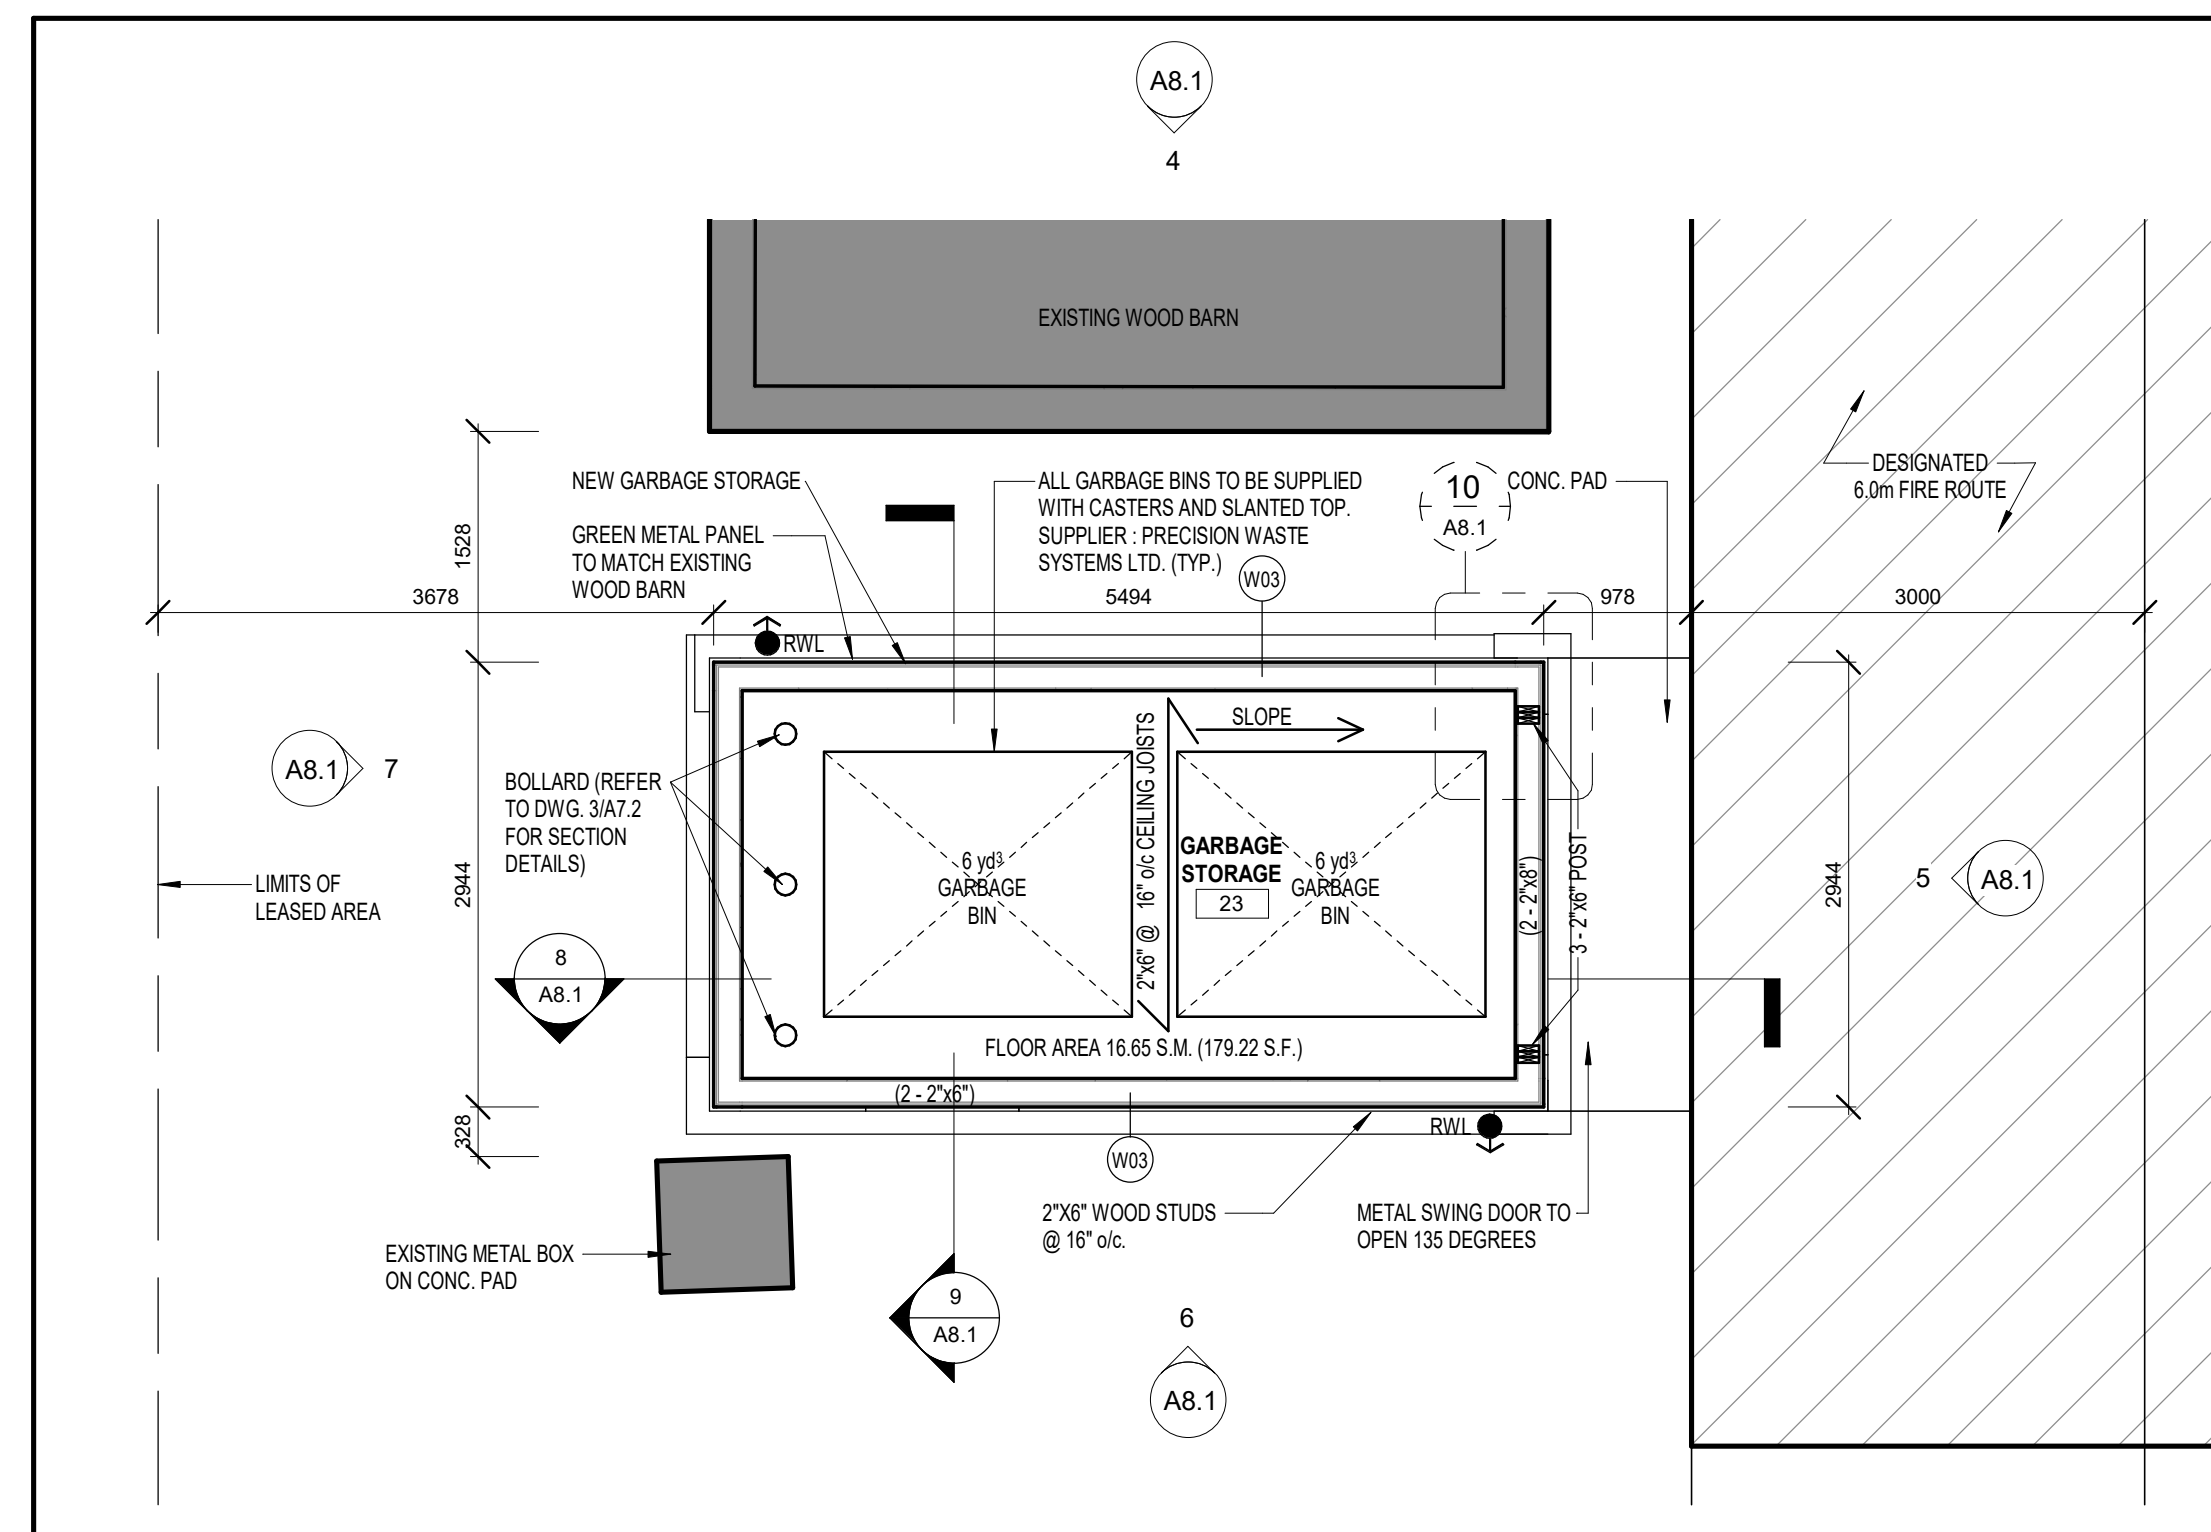 A8.1
4
EXISTING WOOD BARN
DESIGNATED
6.0m FIRE ROUTE
NEW GARBAGE STORAGE
GREEN METAL PANEL
TO MATCH EXISTING
WOOD BARN
ALL GARBAGE BINS TO BE SUPPLIED
WITH CASTERS AND SLANTED TOP.
SUPPLIER : PRECISION WASTE
SYSTEMS LTD. (TYP.)
W03
10
A8.1
CONC. PAD
1528
3678
5494
978
3000
RWL
SLOPE
2"x6" @ 16" o/c CEILING JOISTS
A8.1
7
BOLLARD (REFER
TO DWG. 3/A7.2
FOR SECTION
DETAILS)
6 yd³
GARBAGE
BIN
GARBAGE
STORAGE
23
6 yd³
GARBAGE
BIN
(2 - 2"x8")
3 - 2"x6" POST
2944
5
A8.1
LIMITS OF
LEASED AREA
2944
8
A8.1
FLOOR AREA 16.65 S.M. (179.22 S.F.)
(2 - 2"x6")
328
RWL
W03
2"X6" WOOD STUDS
@ 16" o/c.
METAL SWING DOOR TO
OPEN 135 DEGREES
EXISTING METAL BOX
ON CONC. PAD
9
A8.1
6
A8.1